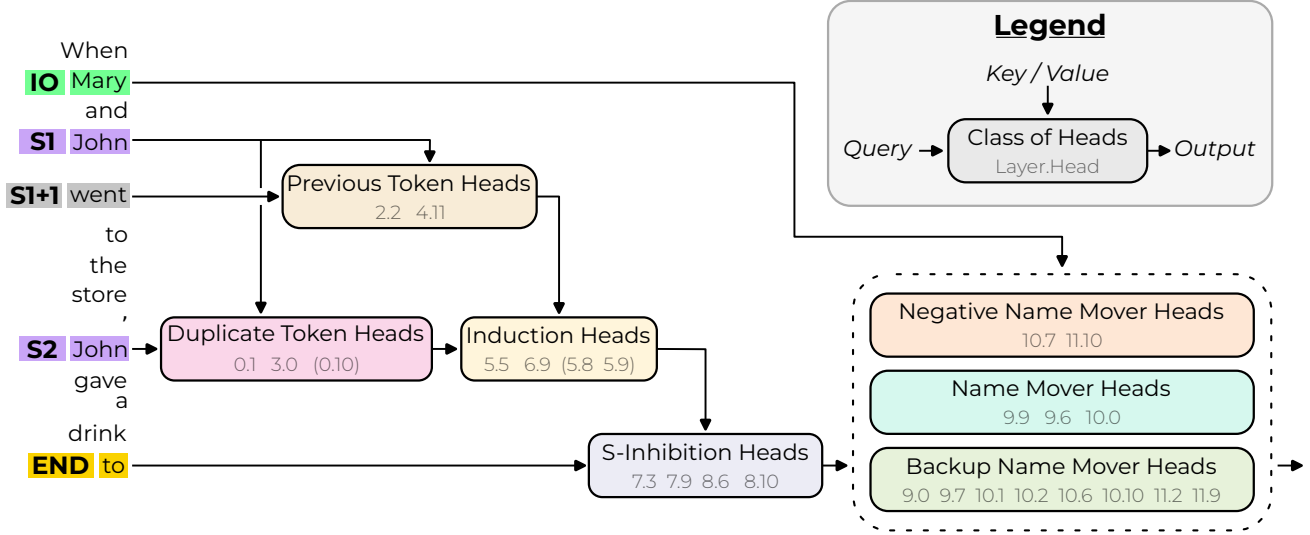 When
IO Mary
and
S1 John
S1+1 went
to
the
store
,
S2 John
gave
a
drink
END to
Previous Token Heads
2.2 4.11
Duplicate Token Heads
0.1 3.0 (0.10)
Induction Heads
5.5 6.9 (5.8 5.9)
S-Inhibition Heads
7.3 7.9 8.6 8.10
Legend
Key / Value
Query
Class of Heads
Layer.Head
Output
Negative Name Mover Heads
10.7 11.10
Name Mover Heads
9.9 9.6 10.0
Backup Name Mover Heads
9.0 9.7 10.1 10.2 10.6 10.10 11.2 11.9